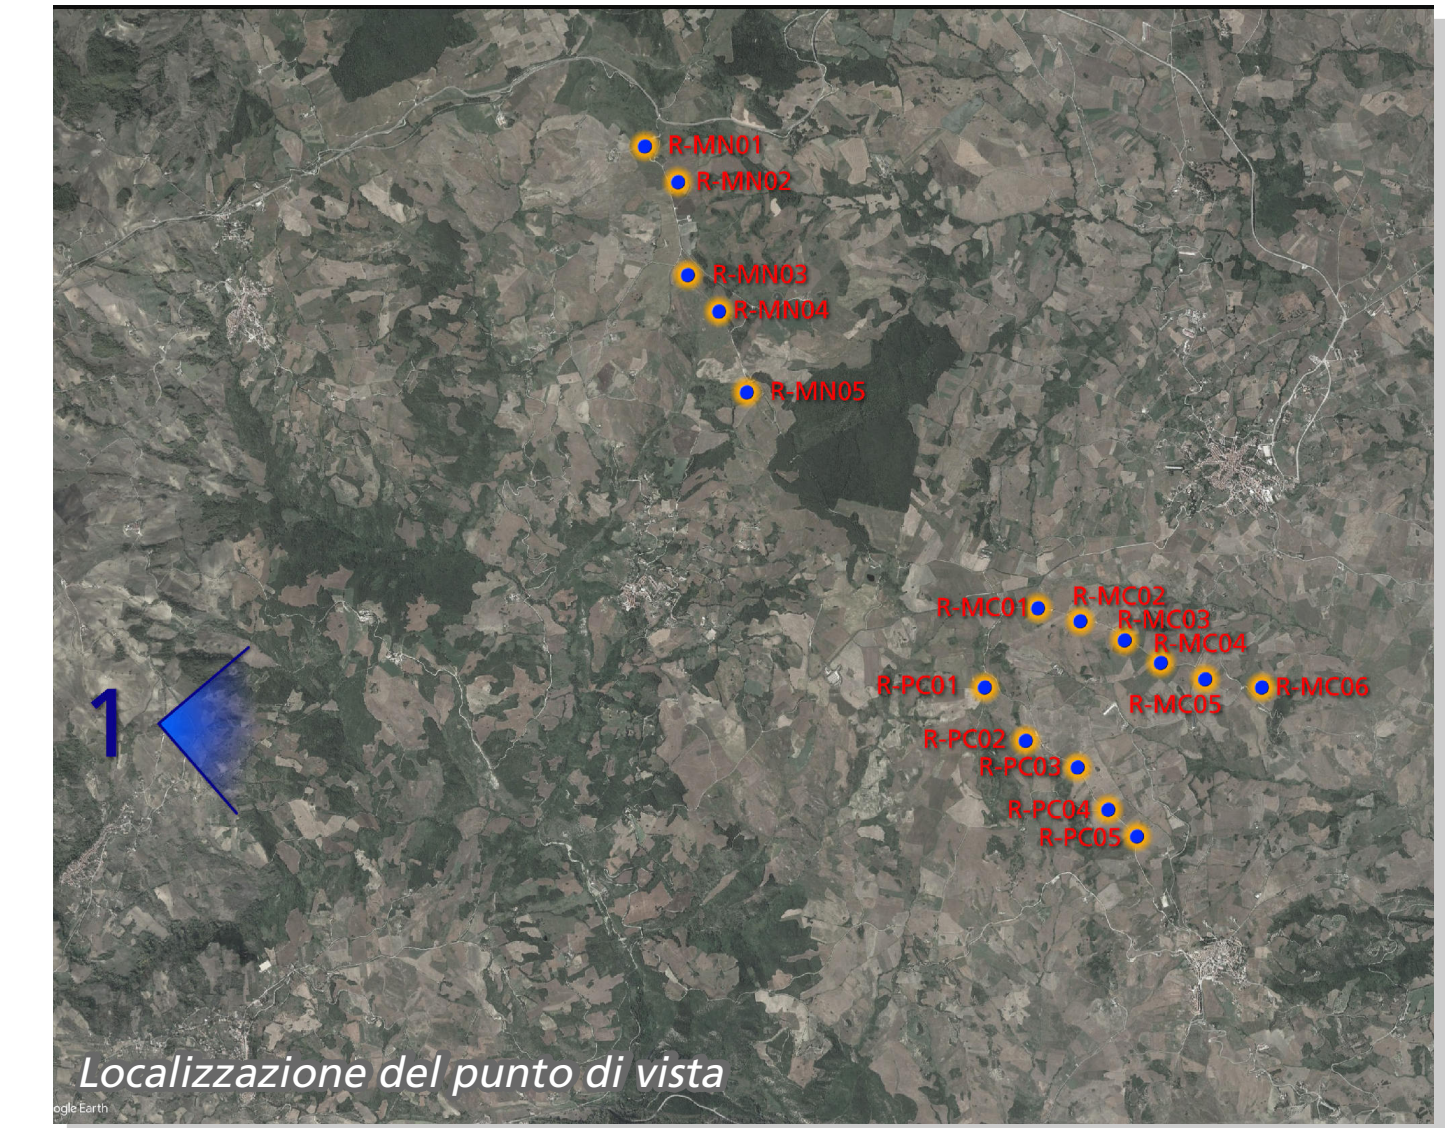 R-MN01
R-MN02
R-MN03
R-MN04
R-MN05
R-MC02
R-MC01
R-MC03
R-MC04
R-PC01
R-MC06
R-MC05
1
R-PC02
R-PC03
R-PC04
R-PC05
Localizzazione del punto di vista
ogle Earth